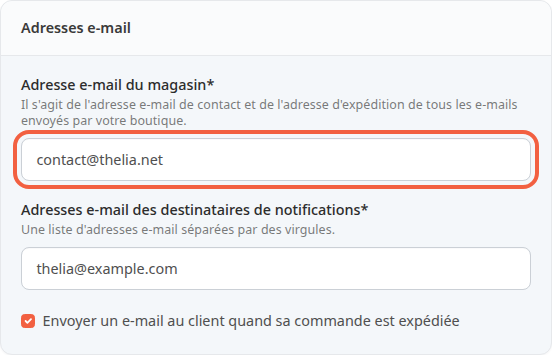 Adresses e-mail
Adresse e-mail du magasin*
Il s'agit de l'adresse e-mail de contact et de l'adresse d'expédition de tous les e-mails
envoyés par votre boutique.
contact@thelia.net
Adresses e-mail des destinataires de notifications*
Une liste d'adresses e-mail séparées par des virgules.
thelia@example.com
Envoyer un e-mail au client quand sa commande est expédiée